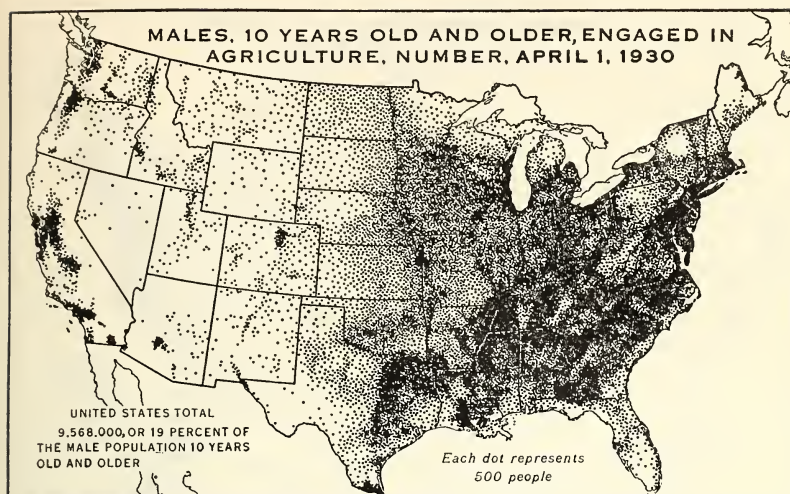 MALES, 10 YEARS OLD AND OLDER, ENGAGED IN
AGRICULTURE, NUMBER, APRIL 1, 1930
UNITED STATES TOTAL
9,568,000, OR 19 PERCENT OF
THE MALE POPULATION 10 YEARS
OLD AND OLDER
Each dot represents
500 people